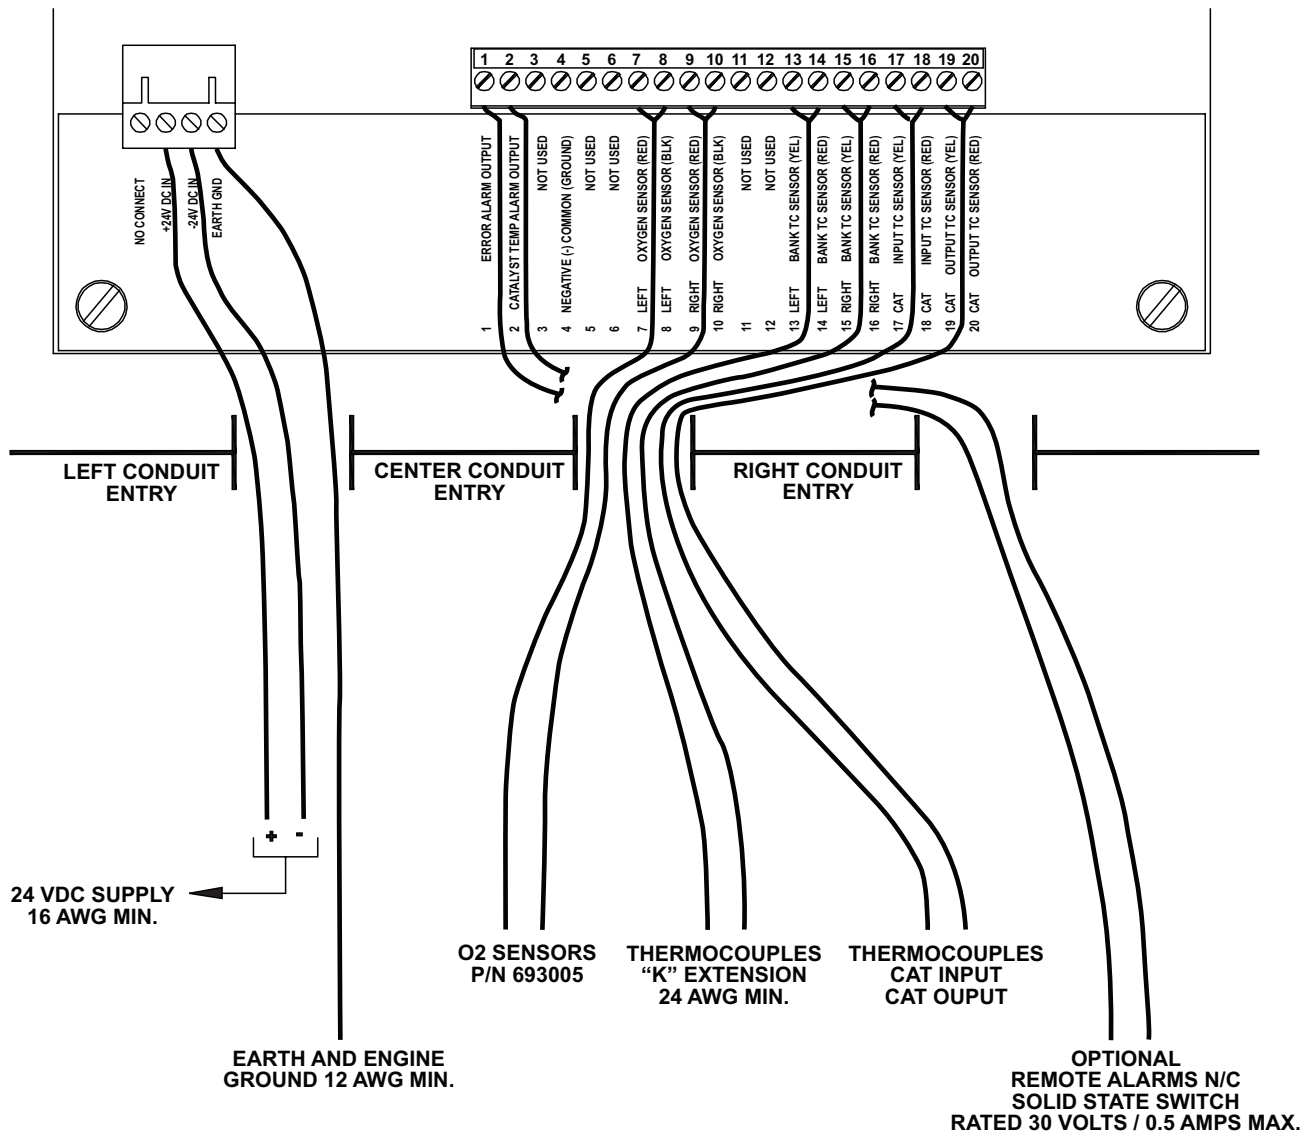 1 2 3 4 5 6 7 8 9 10 11 12 13 14 15 16 17 18 19 20
NO CONNECT
+24V DC IN
-24V DC IN
EARTH GND
1 ERROR ALARM OUTPUT
2 CATALYST TEMP ALARM OUTPUT
3 NOT USED
4 NEGATIVE (-) COMMON (GROUND)
5 NOT USED
6 NOT USED
7 LEFT OXYGEN SENSOR (RED)
8 LEFT OXYGEN SENSOR (BLK)
9 RIGHT OXYGEN SENSOR (RED)
10 RIGHT OXYGEN SENSOR (BLK)
11 NOT USED
12 NOT USED
13 LEFT BANK TC SENSOR (YEL)
14 LEFT BANK TC SENSOR (RED)
15 RIGHT BANK TC SENSOR (YEL)
16 RIGHT BANK TC SENSOR (RED)
17 CAT INPUT TC SENSOR (YEL)
18 CAT INPUT TC SENSOR (RED)
19 CAT OUTPUT TC SENSOR (YEL)
20 CAT OUTPUT TC SENSOR (RED)
LEFT CONDUIT
ENTRY
CENTER CONDUIT
ENTRY
RIGHT CONDUIT
ENTRY
+ -
24 VDC SUPPLY
16 AWG MIN.
O2 SENSORS
P/N 693005
THERMOCOUPLES
“K” EXTENSION
24 AWG MIN.
THERMOCOUPLES
CAT INPUT
CAT OUPUT
EARTH AND ENGINE
GROUND 12 AWG MIN.
OPTIONAL
REMOTE ALARMS N/C
SOLID STATE SWITCH
RATED 30 VOLTS / 0.5 AMPS MAX.